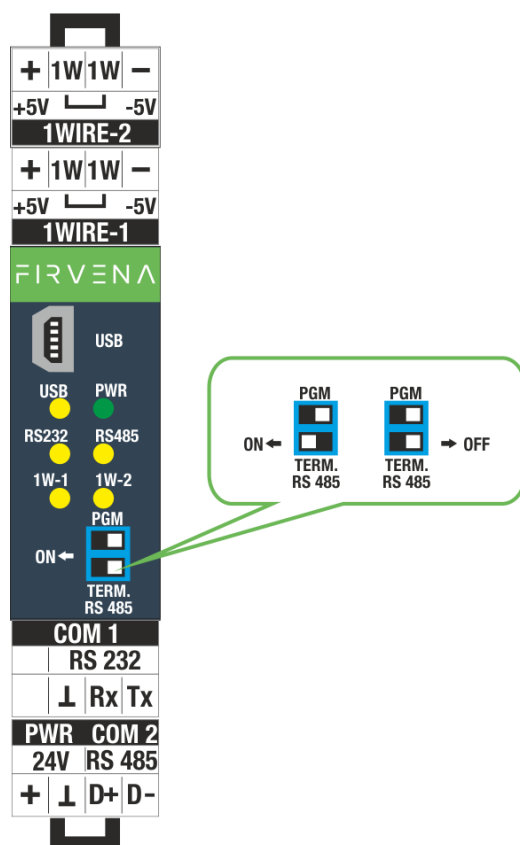 + 1W 1W −
+5V -5V
1WIRE-2
+ 1W 1W −
+5V -5V
1WIRE-1
FIRVENA
USB
USB PWR
RS232 RS485
1W-1 1W-2
PGM
ON ←
TERM.
RS 485
PGM PGM
ON ← → OFF
TERM. TERM.
RS 485 RS 485
COM 1
RS 232
⊥ Rx Tx
PWR COM 2
24V RS 485
+ ⊥ D+ D-